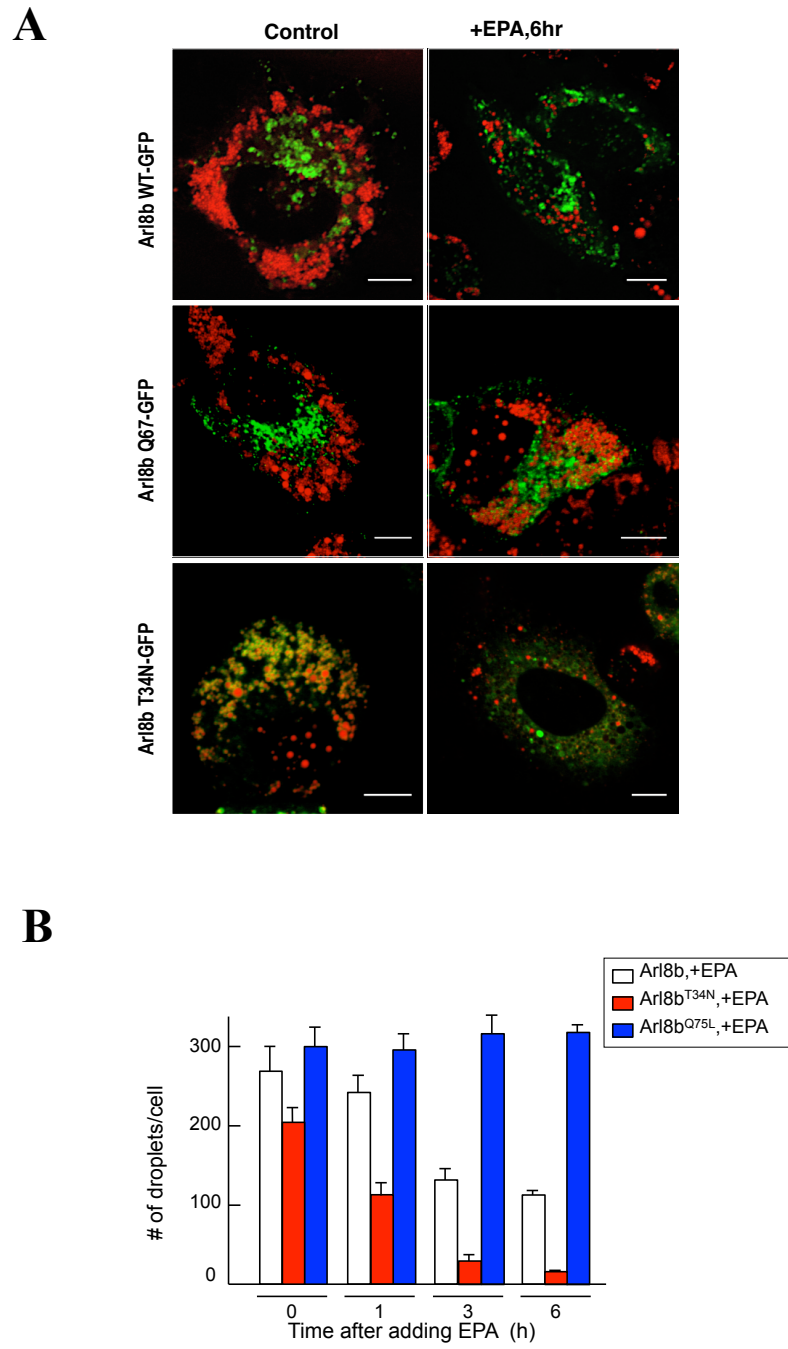 A
Control
+EPA,6hr
Arl8b WT-GFP
Arl8b Q67-GFP
Arl8b T34N-GFP
B
Arl8b,+EPA
Arl8bT34N,+EPA
Arl8bQ75L,+EPA
# of droplets/cell
300
200
100
0
0 1 3 6
Time after adding EPA (h)